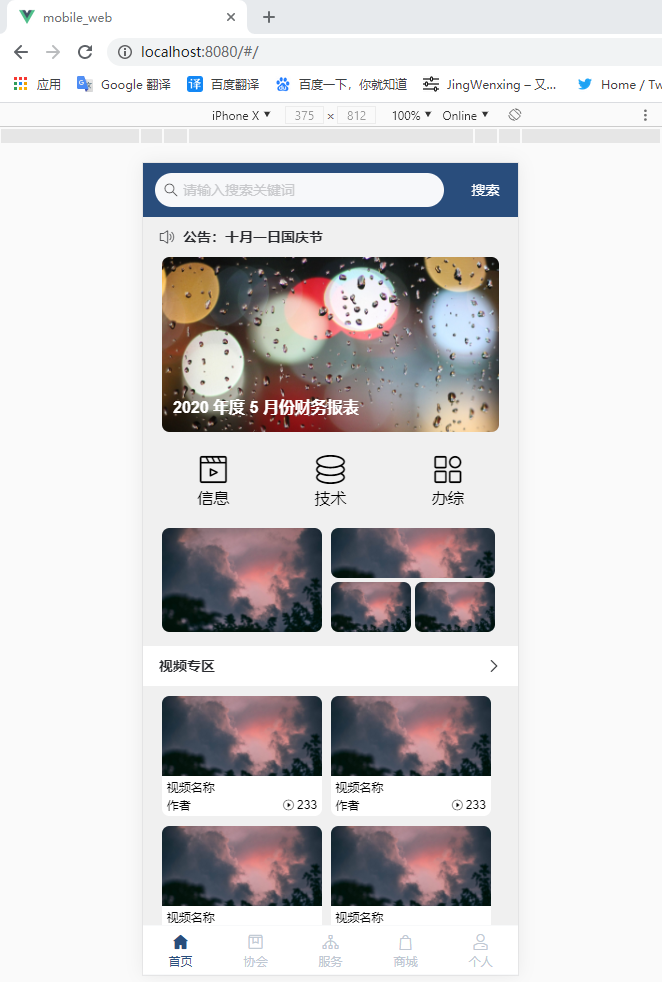 mobile_web
localhost:8080/#/
应用 Google 翻译 百度翻译 百度一下，你就知道 JingWenxing – 又... Home / Tw
iPhone X 375 × 812 100% Online
请输入搜索关键词 搜索
公告：十月一日国庆节
2020 年度 5 月份财务报表
信息 技术 办综
视频专区
视频名称 视频名称
作者 233 作者 233
视频名称 视频名称
首页 协会 服务 商城 个人